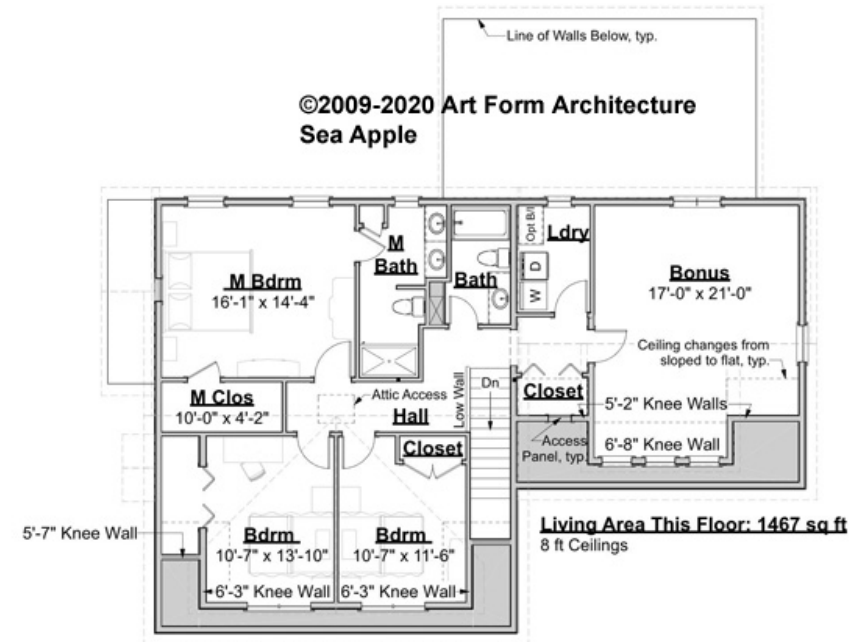 Line of Walls Below, typ.
©2009-2020 Art Form Architecture
Sea Apple
M Bdrm
16'-1" x 14'-4"
M
Bath
Bath
Opt B/I
Ldry
D
W
Bonus
17'-0" x 21'-0"
Ceiling changes from
sloped to flat, typ.
M Clos
10'-0" x 4'-2"
Attic Access
Hall
Low Wall
Dn
Closet
Closet
5'-2" Knee Walls
Access
Panel, typ.
6'-8" Knee Wall
5'-7" Knee Wall
Bdrm
10'-7" x 13'-10"
Bdrm
10'-7" x 11'-6"
6'-3" Knee Wall
6'-3" Knee Wall
Living Area This Floor: 1467 sq ft
8 ft Ceilings